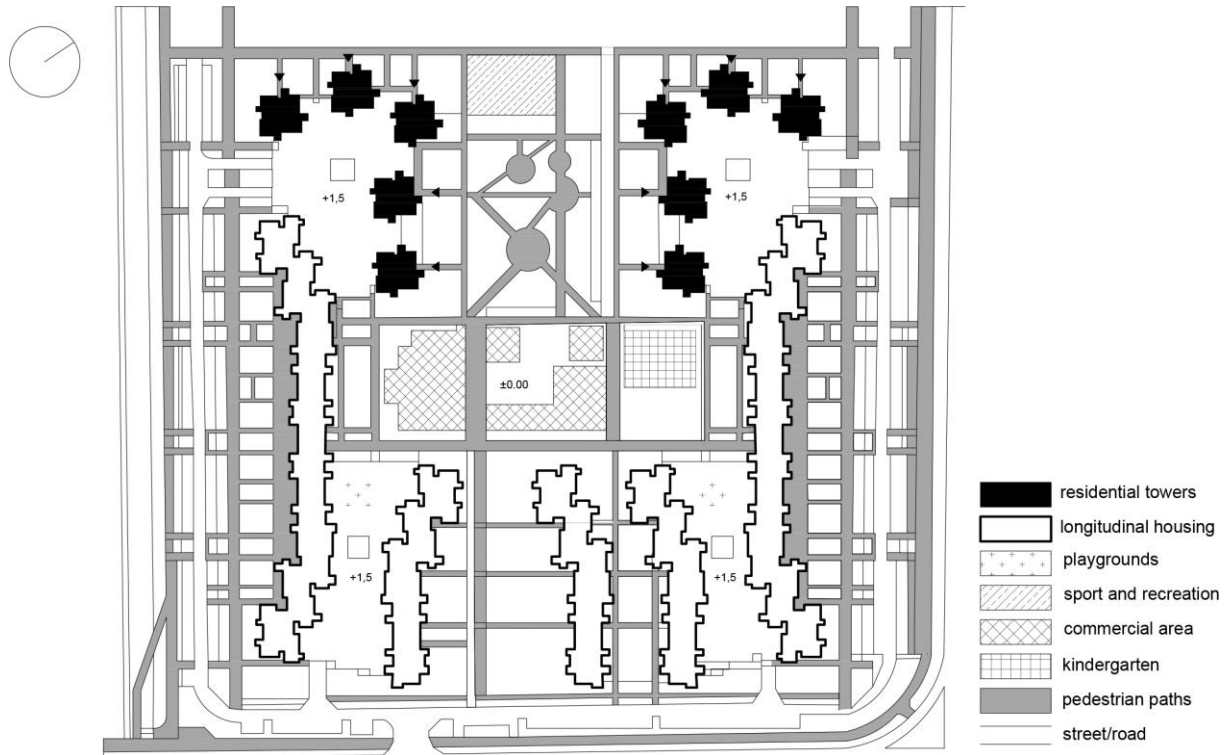 +1,5
+1,5
±0.00
+1,5
+1,5
residential towers
longitudinal housing
playgrounds
sport and recreation
commercial area
kindergarten
pedestrian paths
street/road